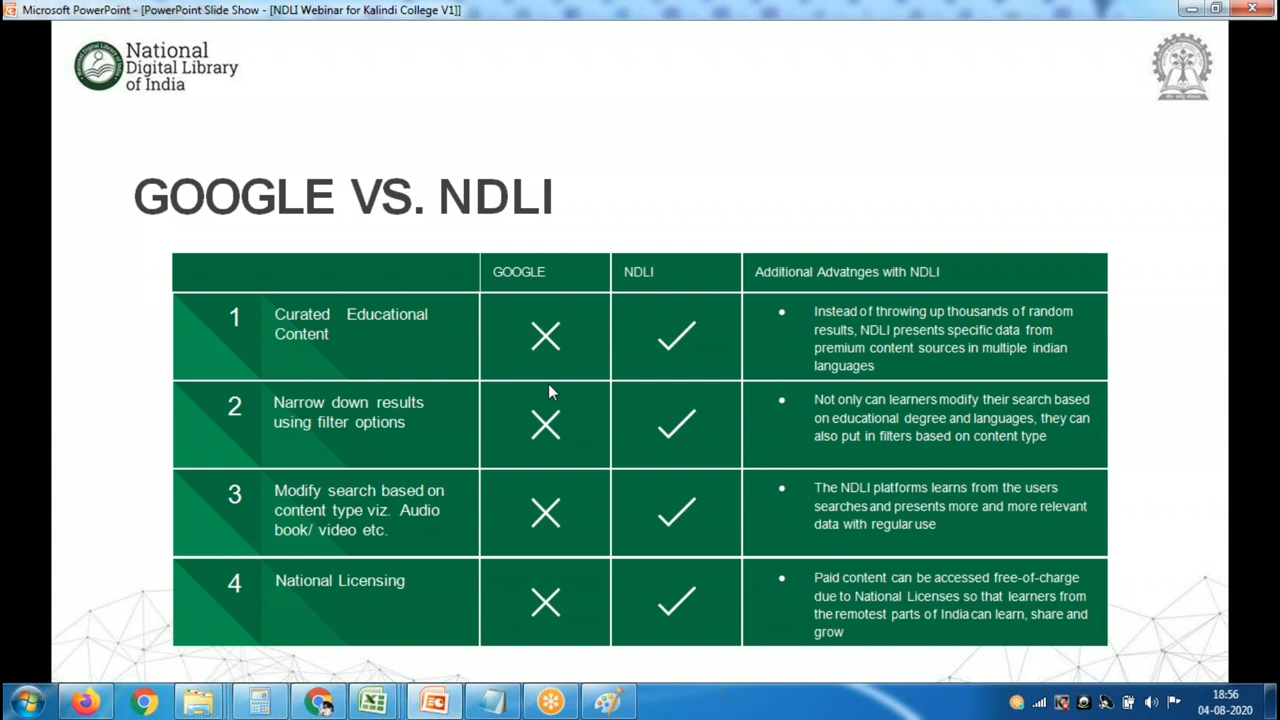 Microsoft PowerPoint - [PowerPoint Slide Show - [NDLI Webinar for Kalindi College V1]]
National
Digital Library
of India
GOOGLE VS. NDLI
GOOGLE
NDLI
Additional Advatnges with NDLI
1
Curated Educational
Content
Instead of throwing up thousands of random
results, NDLI presents specific data from
premium content sources in multiple indian
languages
2
Narrow down results
using filter options
Not only can learners modify their search based
on educational degree and languages, they can
also put in filters based on content type
3
Modify search based on
content type viz. Audio
book/ video etc.
The NDLI platforms learns from the users
searches and presents more and more relevant
data with regular use
4
National Licensing
Paid content can be accessed free-of-charge
due to National Licenses so that learners from
the remotest parts of India can learn, share and
grow
18:56
04-08-2020